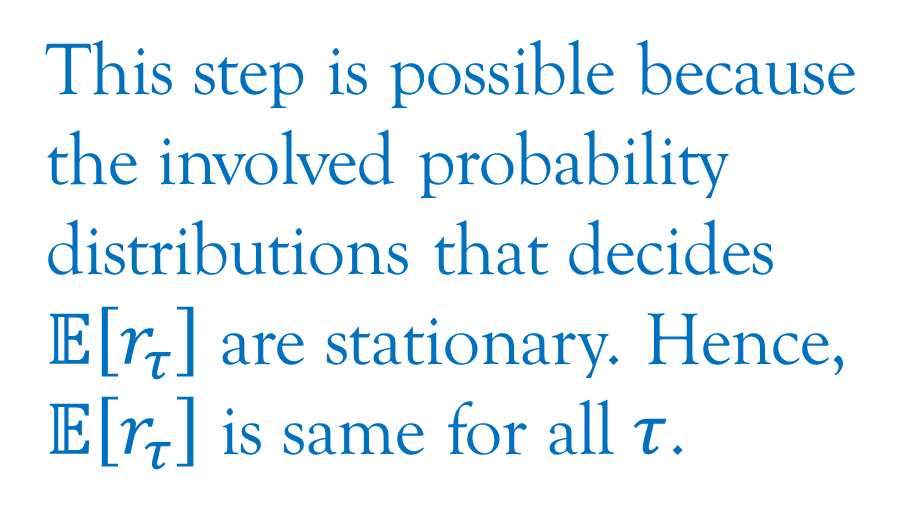 This step is possible because
the involved probability
distributions that decides
𝔼[r_τ] are stationary. Hence,
𝔼[r_τ] is same for all τ.